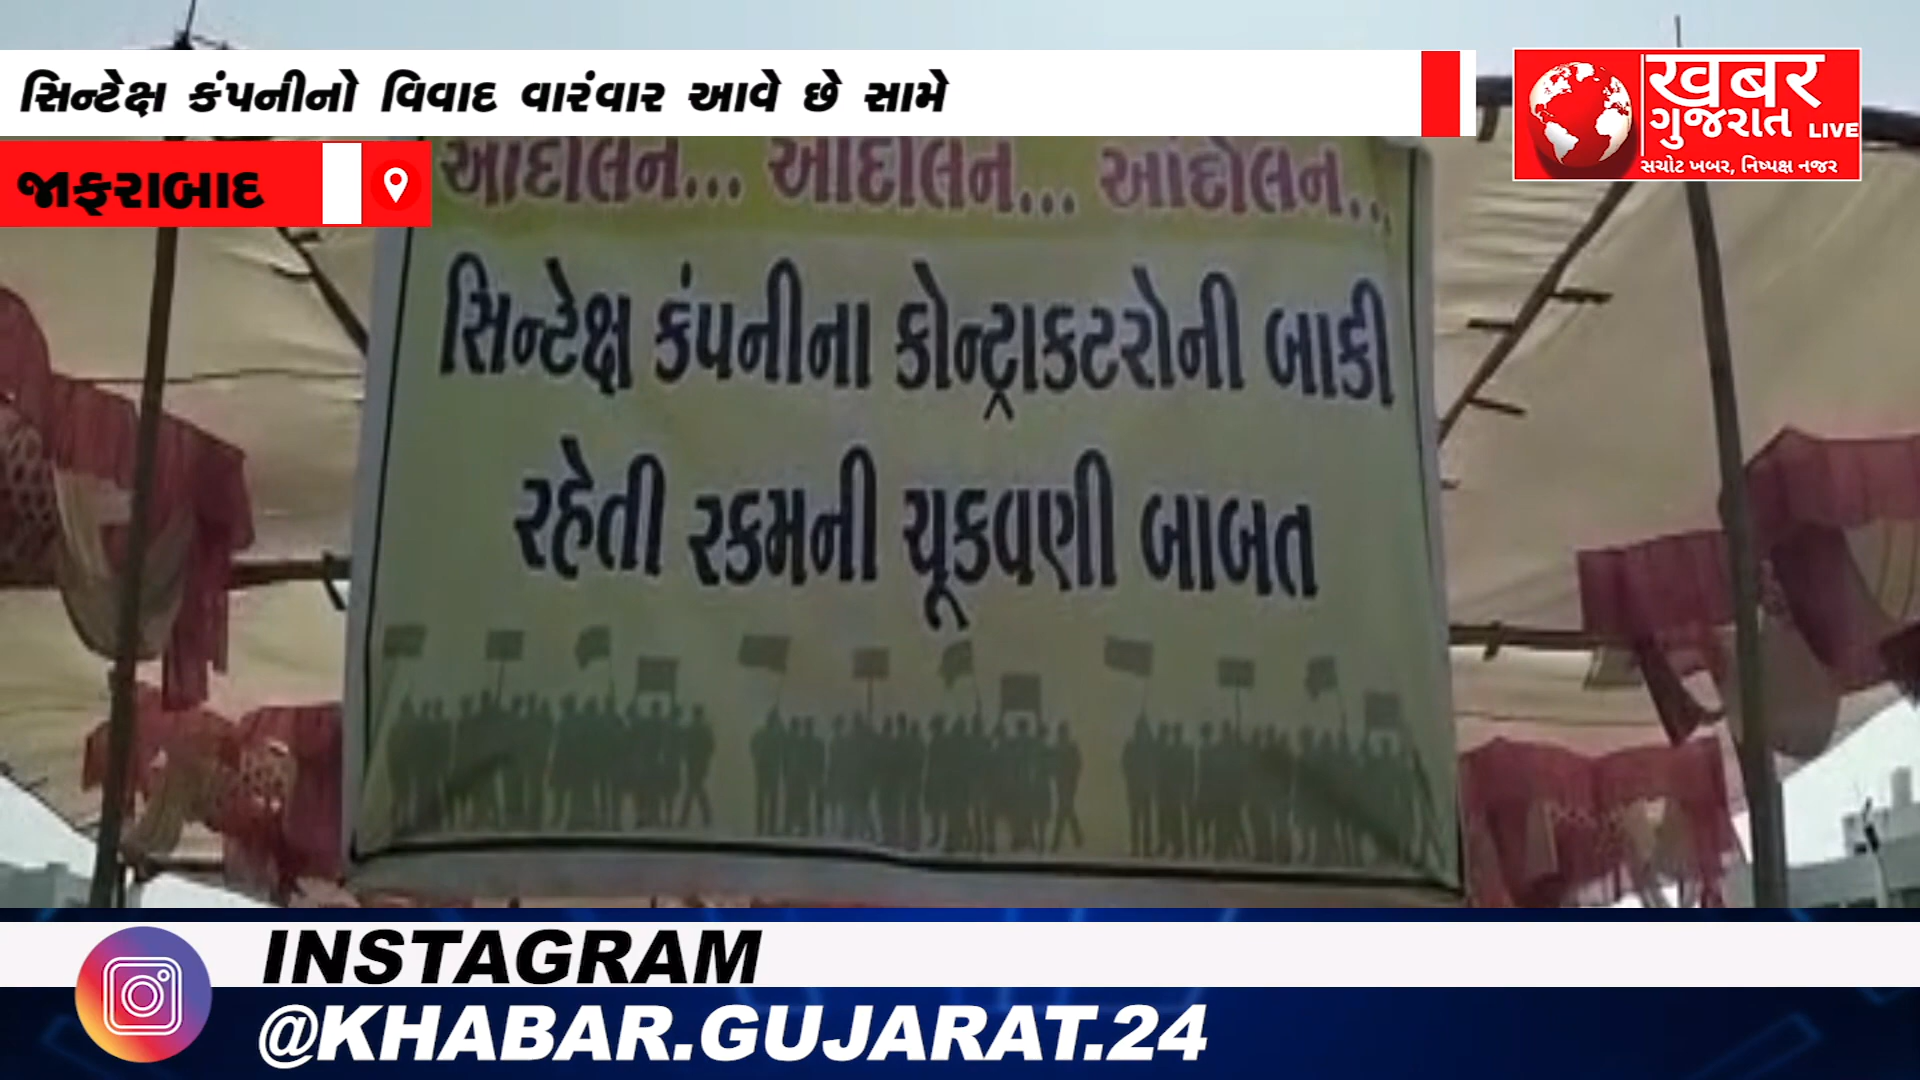 સિન્ટેક્ષ કંપનીનો વિવાદ વારંવાર આવે છે સામે
खबर
ગુજરાત LIVE
સચોટ ખબર, નિષ્પક્ષ નજર
જાફરાબાદ
આંદોલન... આંદોલન... આંદોલન...
સિન્ટેક્ષ કંપનીના કોન્ટ્રાકટરોની બાકી
રહેતી રકમની ચૂકવણી બાબત
INSTAGRAM
@KHABAR.GUJARAT.24